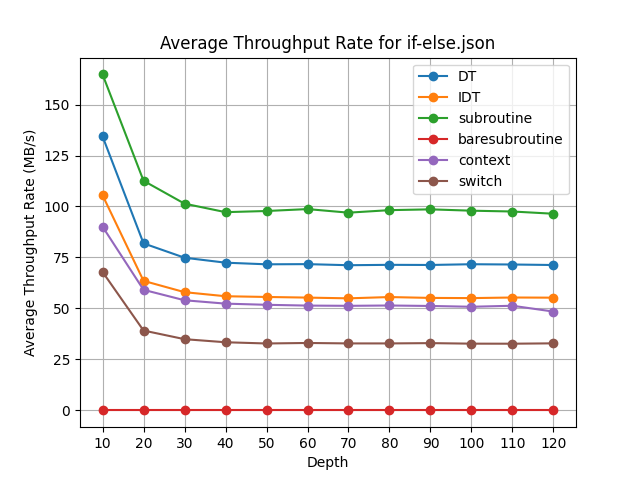 Average Throughput Rate for if-else.json
Average Throughput Rate (MB/s)
150
125
100
75
50
25
0
DT
IDT
subroutine
baresubroutine
context
switch
10 20 30 40 50 60 70 80 90 100 110 120
Depth